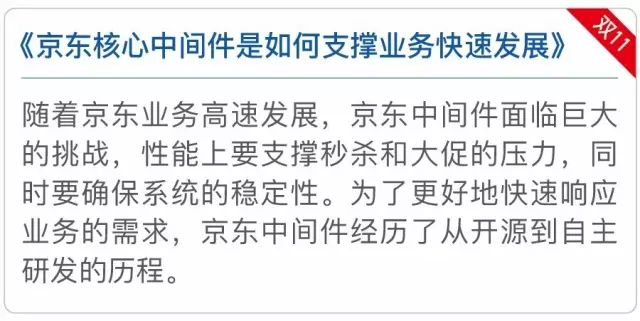 《京东核心中间件是如何支撑业务快速发展》
双11
随着京东业务高速发展，京东中间件面临巨大
的挑战，性能上要支撑秒杀和大促的压力，同
时要确保系统的稳定性。为了更好地快速响应
业务的需求，京东中间件经历了从开源到自主
研发的历程。